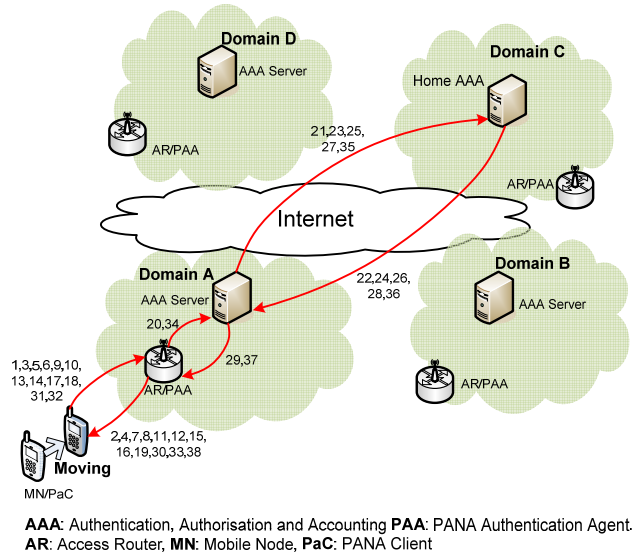 Domain D
AAA Server
AR/PAA
Domain C
Home AAA
AR/PAA
21,23,25,
27,35
Internet
Domain A
AAA Server
20,34
22,24,26,
28,36
Domain B
AAA Server
AR/PAA
29,37
AR/PAA
1,3,5,6,9,10,
13,14,17,18,
31,32
2,4,7,8,11,12,15,
16,19,30,33,38
Moving
MN/PaC
AAA: Authentication, Authorisation and Accounting PAA: PANA Authentication Agent.
AR: Access Router, MN: Mobile Node, PaC: PANA Client